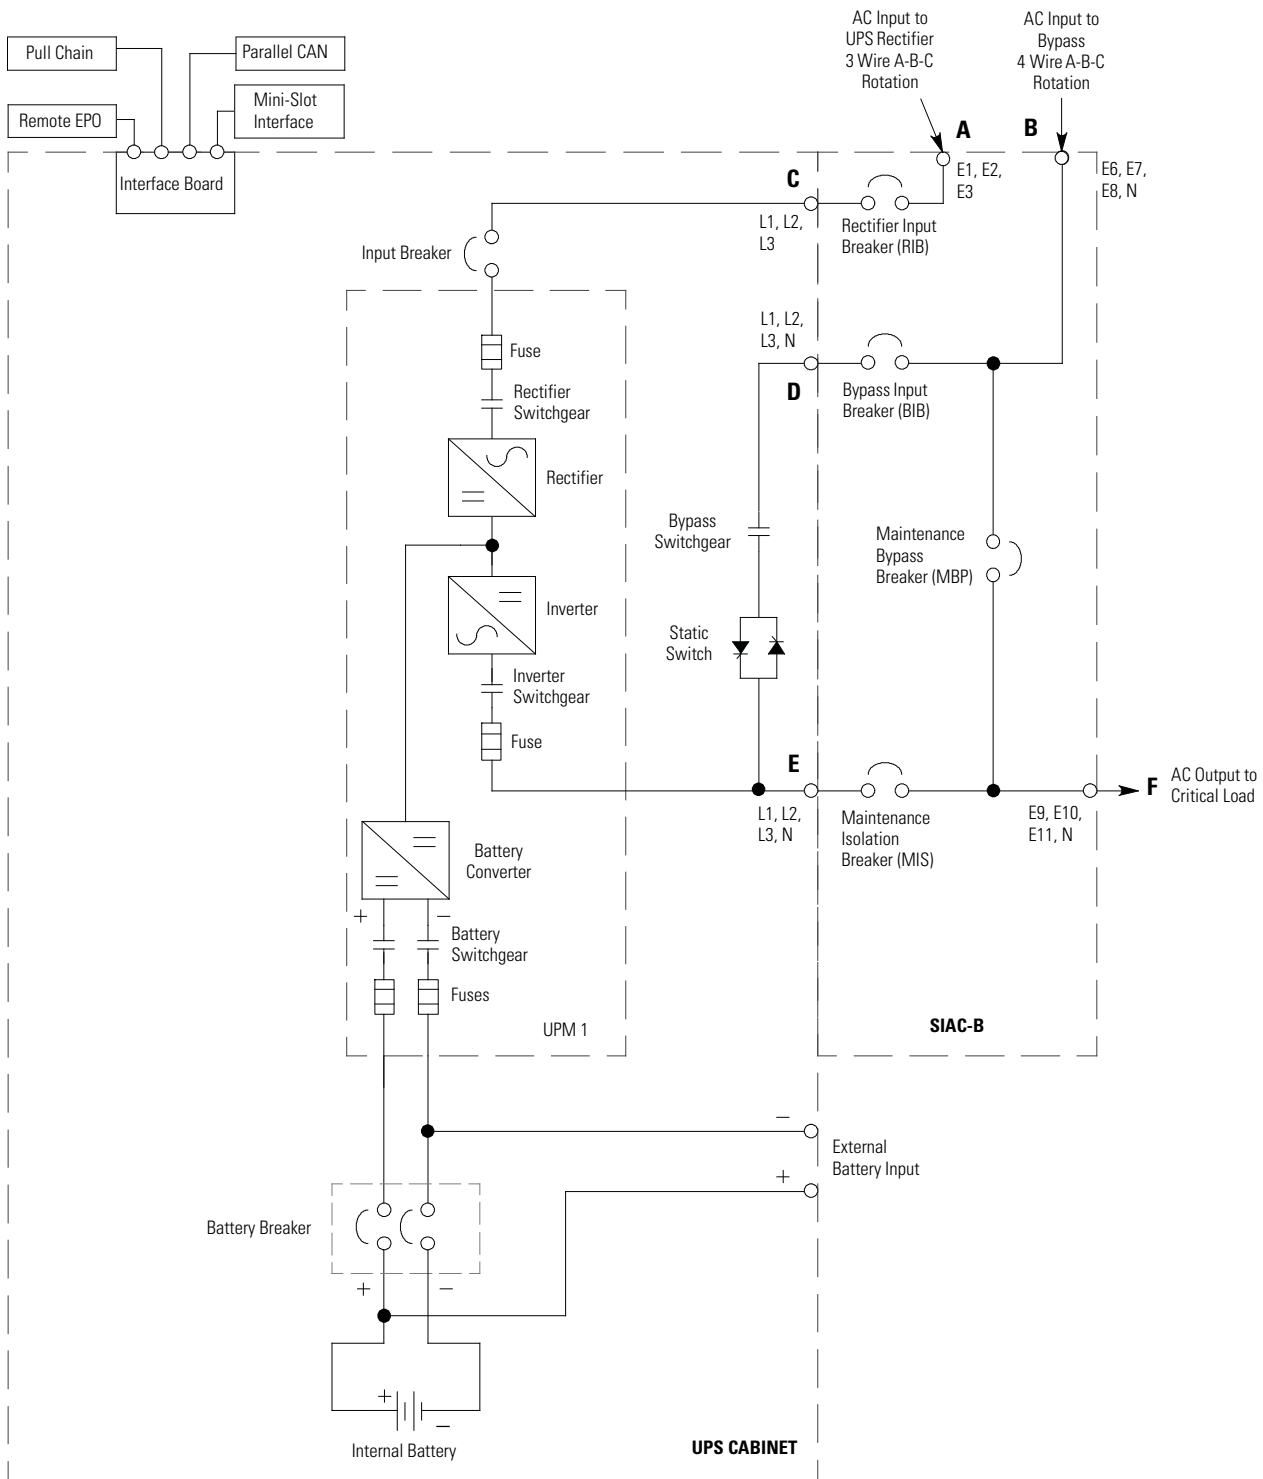 AC Input to
UPS Rectifier
3 Wire A-B-C
Rotation
AC Input to
Bypass
4 Wire A-B-C
Rotation
Pull Chain
Parallel CAN
Remote EPO
Mini-Slot
Interface
Interface Board
A
B
E1, E2,
E3
E6, E7,
E8, N
C
L1, L2,
L3
Rectifier Input
Breaker (RIB)
Input Breaker
L1, L2,
L3, N
D
Bypass Input
Breaker (BIB)
Fuse
Rectifier
Switchgear
Rectifier
Bypass
Switchgear
Maintenance
Bypass
Breaker (MBP)
Inverter
Static
Switch
Inverter
Switchgear
Fuse
E
L1, L2,
L3, N
Maintenance
Isolation
Breaker (MIS)
E9, E10,
E11, N
F
AC Output to
Critical Load
Battery
Converter
+
–
Battery
Switchgear
Fuses
UPM 1
SIAC-B
–
External
Battery Input
+
Battery Breaker
+
–
+
–
Internal Battery
UPS CABINET